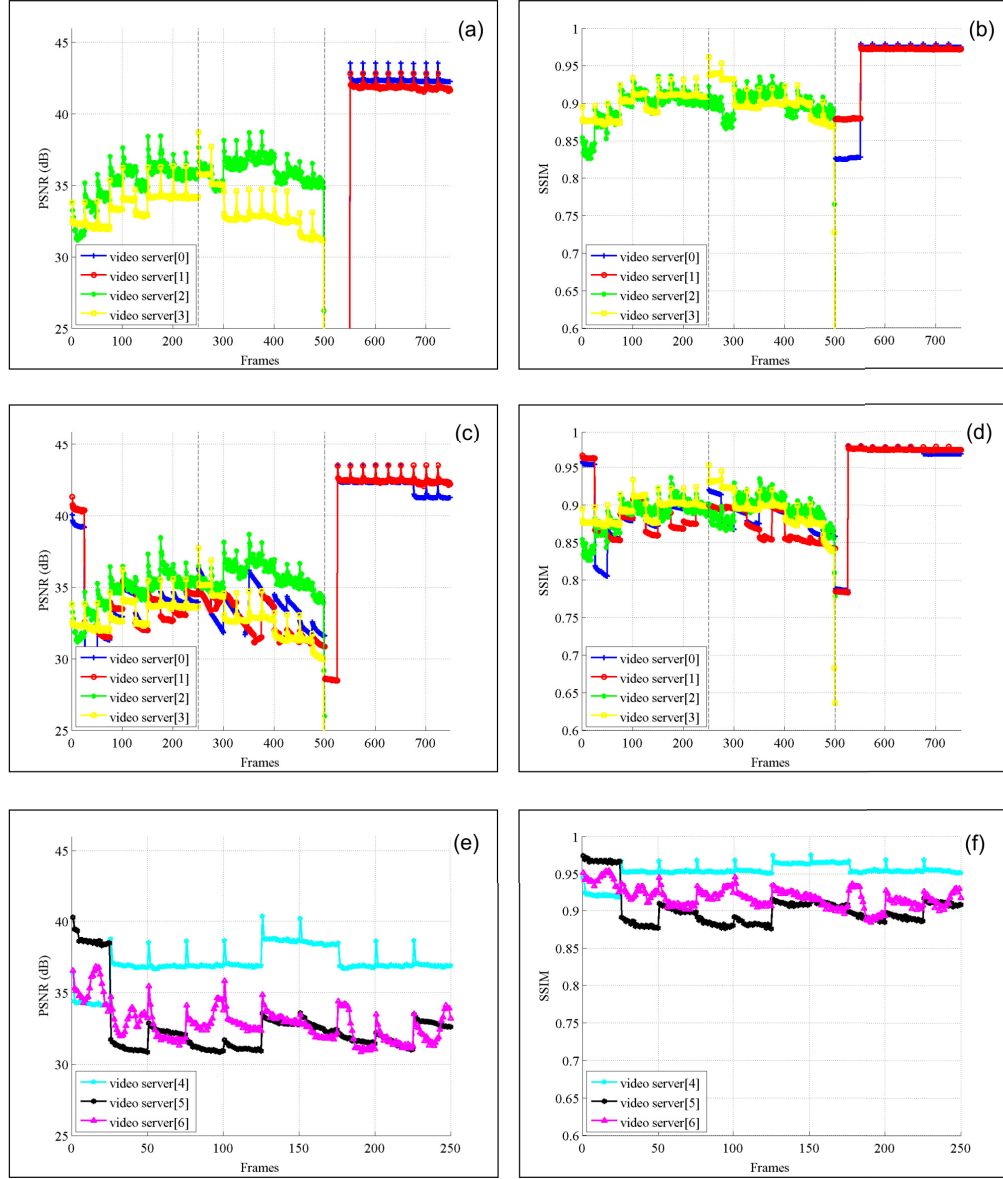 (a)
PSNR (dB)
45
40
35
30
25
0 100 200 300 400 500 600 700
Frames
video server[0]
video server[1]
video server[2]
video server[3]
(b)
SSIM
1
0.95
0.9
0.85
0.8
0.75
0.7
0.65
0.6
0 100 200 300 400 500 600 700
Frames
video server[0]
video server[1]
video server[2]
video server[3]
(c)
PSNR (dB)
45
40
35
30
25
0 100 200 300 400 500 600 700
Frames
video server[0]
video server[1]
video server[2]
video server[3]
(d)
SSIM
1
0.95
0.9
0.85
0.8
0.75
0.7
0.65
0.6
0 100 200 300 400 500 600 700
Frames
video server[0]
video server[1]
video server[2]
video server[3]
(e)
PSNR (dB)
45
40
35
30
25
0 50 100 150 200 250
Frames
video server[4]
video server[5]
video server[6]
(f)
SSIM
1
0.95
0.9
0.85
0.8
0.75
0.7
0.65
0.6
0 50 100 150 200 250
Frames
video server[4]
video server[5]
video server[6]